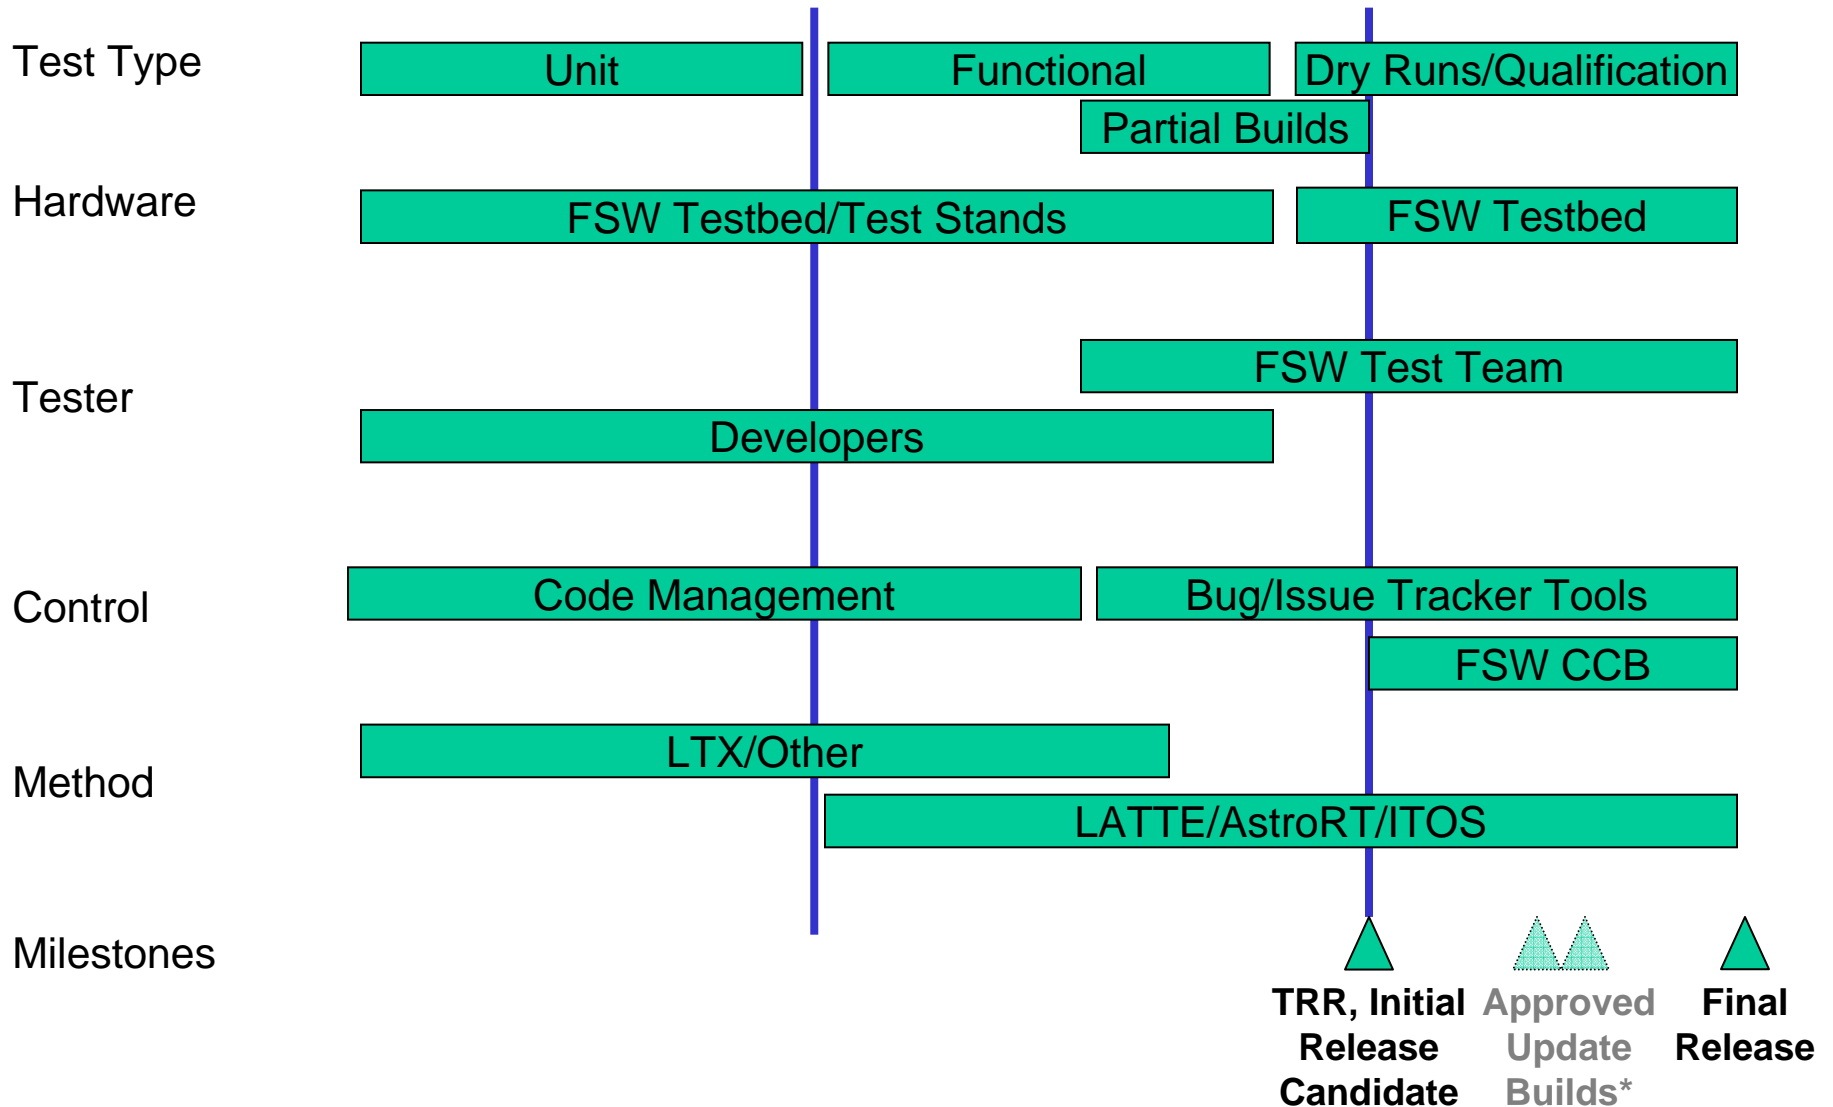 Test Type
Unit
Functional
Dry Runs/Qualification
Partial Builds
Hardware
FSW Testbed/Test Stands
FSW Testbed
Tester
FSW Test Team
Developers
Control
Code Management
Bug/Issue Tracker Tools
FSW CCB
Method
LTX/Other
LATTE/AstroRT/ITOS
Milestones
TRR, Initial
Release
Candidate
Approved
Update
Builds*
Final
Release